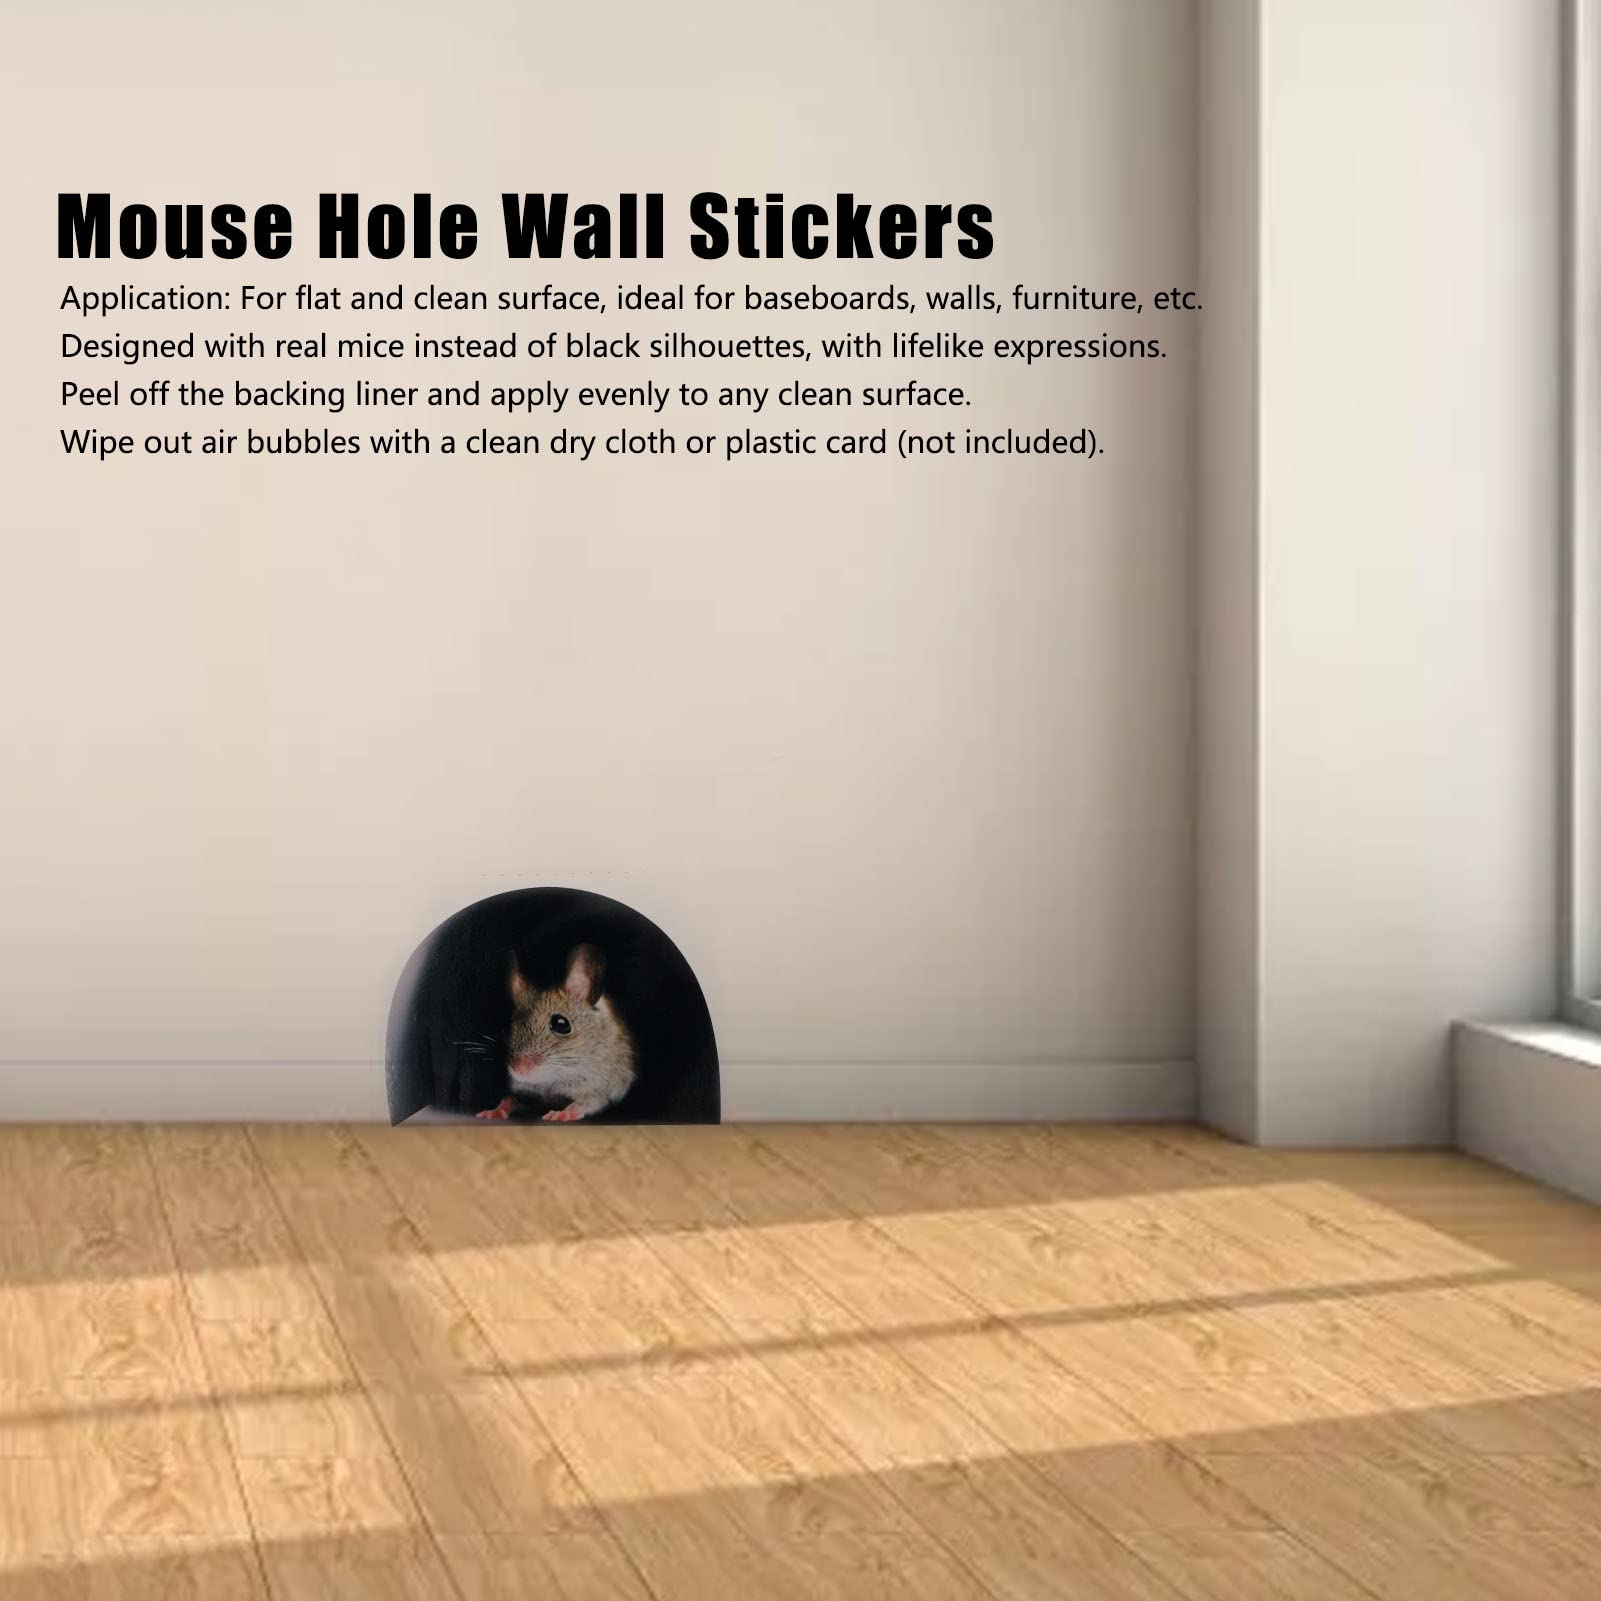 Mouse Hole Wall Stickers
Application: For flat and clean surface, ideal for baseboards, walls, furniture, etc.
Designed with real mice instead of black silhouettes, with lifelike expressions.
Peel off the backing liner and apply evenly to any clean surface.
Wipe out air bubbles with a clean dry cloth or plastic card (not included).